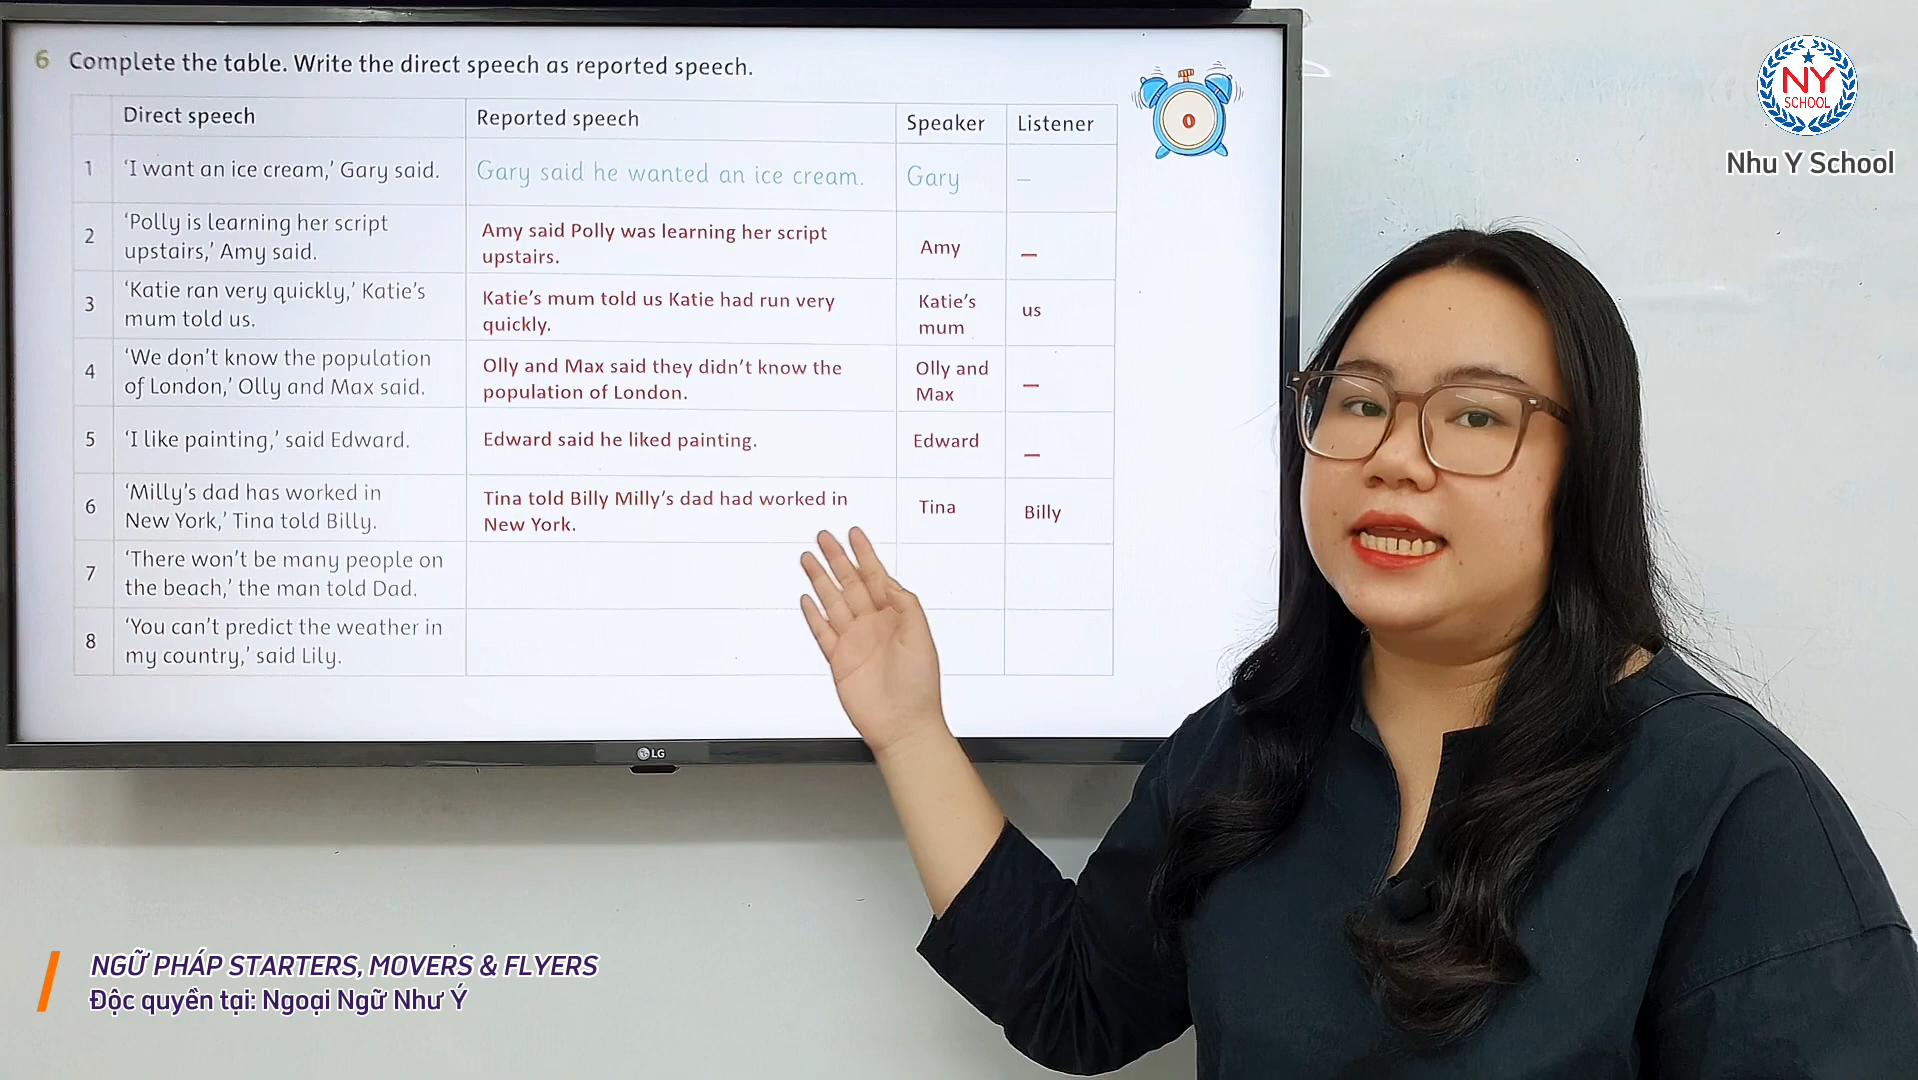 6 Complete the table. Write the direct speech as reported speech.
Direct speech Reported speech Speaker Listener
1 ‘I want an ice cream,’ Gary said. Gary said he wanted an ice cream. Gary –
2 ‘Polly is learning her script
upstairs,’ Amy said.
Amy said Polly was learning her script
upstairs.
Amy
–
3 ‘Katie ran very quickly,’ Katie’s
mum told us.
Katie’s mum told us Katie had run very
quickly.
Katie’s
mum
us
4 ‘We don’t know the population
of London,’ Olly and Max said.
Olly and Max said they didn’t know the
population of London.
Olly and
Max
–
5 ‘I like painting,’ said Edward. Edward said he liked painting. Edward –
6 ‘Milly’s dad has worked in
New York,’ Tina told Billy.
Tina told Billy Milly’s dad had worked in
New York.
Tina
Billy
7 ‘There won’t be many people on
the beach,’ the man told Dad.
8 ‘You can’t predict the weather in
my country,’ said Lily.
0
LG
NY
SCHOOL
Nhu Y School
NGỮ PHÁP STARTERS, MOVERS & FLYERS
Độc quyền tại: Ngoại Ngữ Như Ý